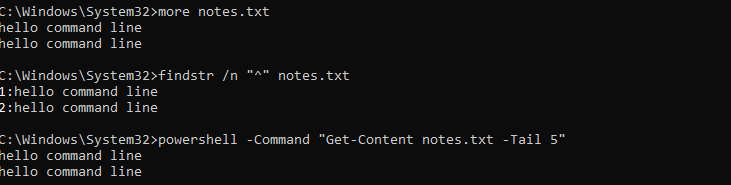 C:\Windows\System32>more notes.txt
hello command line
hello command line
C:\Windows\System32>findstr /n "^" notes.txt
1:hello command line
2:hello command line
C:\Windows\System32>powershell -Command "Get-Content notes.txt -Tail 5"
hello command line
hello command line